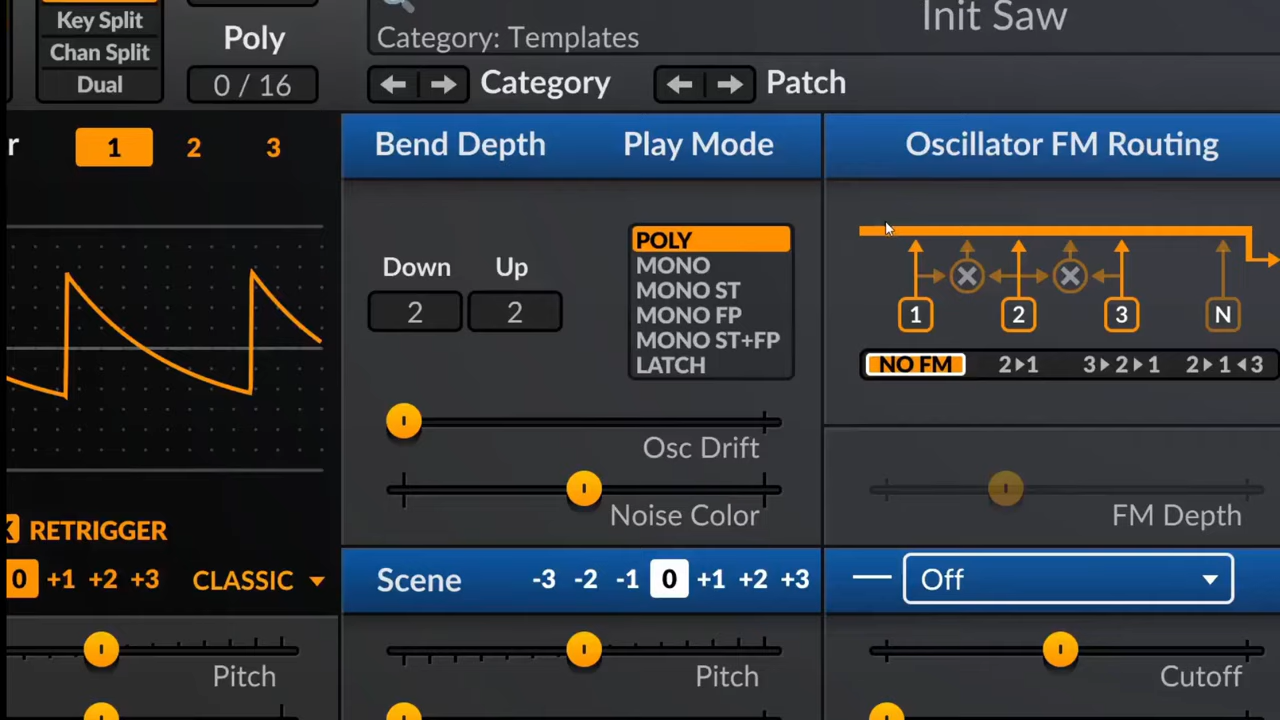 Key Split
Chan Split
Dual
Poly
0 / 16
Init Saw
Category: Templates
Category
Patch
r 1 2 3
Bend Depth
Play Mode
Oscillator FM Routing
Down Up
2 2
POLY
MONO
MONO ST
MONO FP
MONO ST+FP
LATCH
1 2 3 N
NO FM 2▸1 3▸2▸1 2▸1◂3
Osc Drift
Noise Color
FM Depth
X RETRIGGER
0 +1 +2 +3 CLASSIC
Scene -3 -2 -1 0 +1 +2 +3
Off
Pitch
Pitch
Cutoff